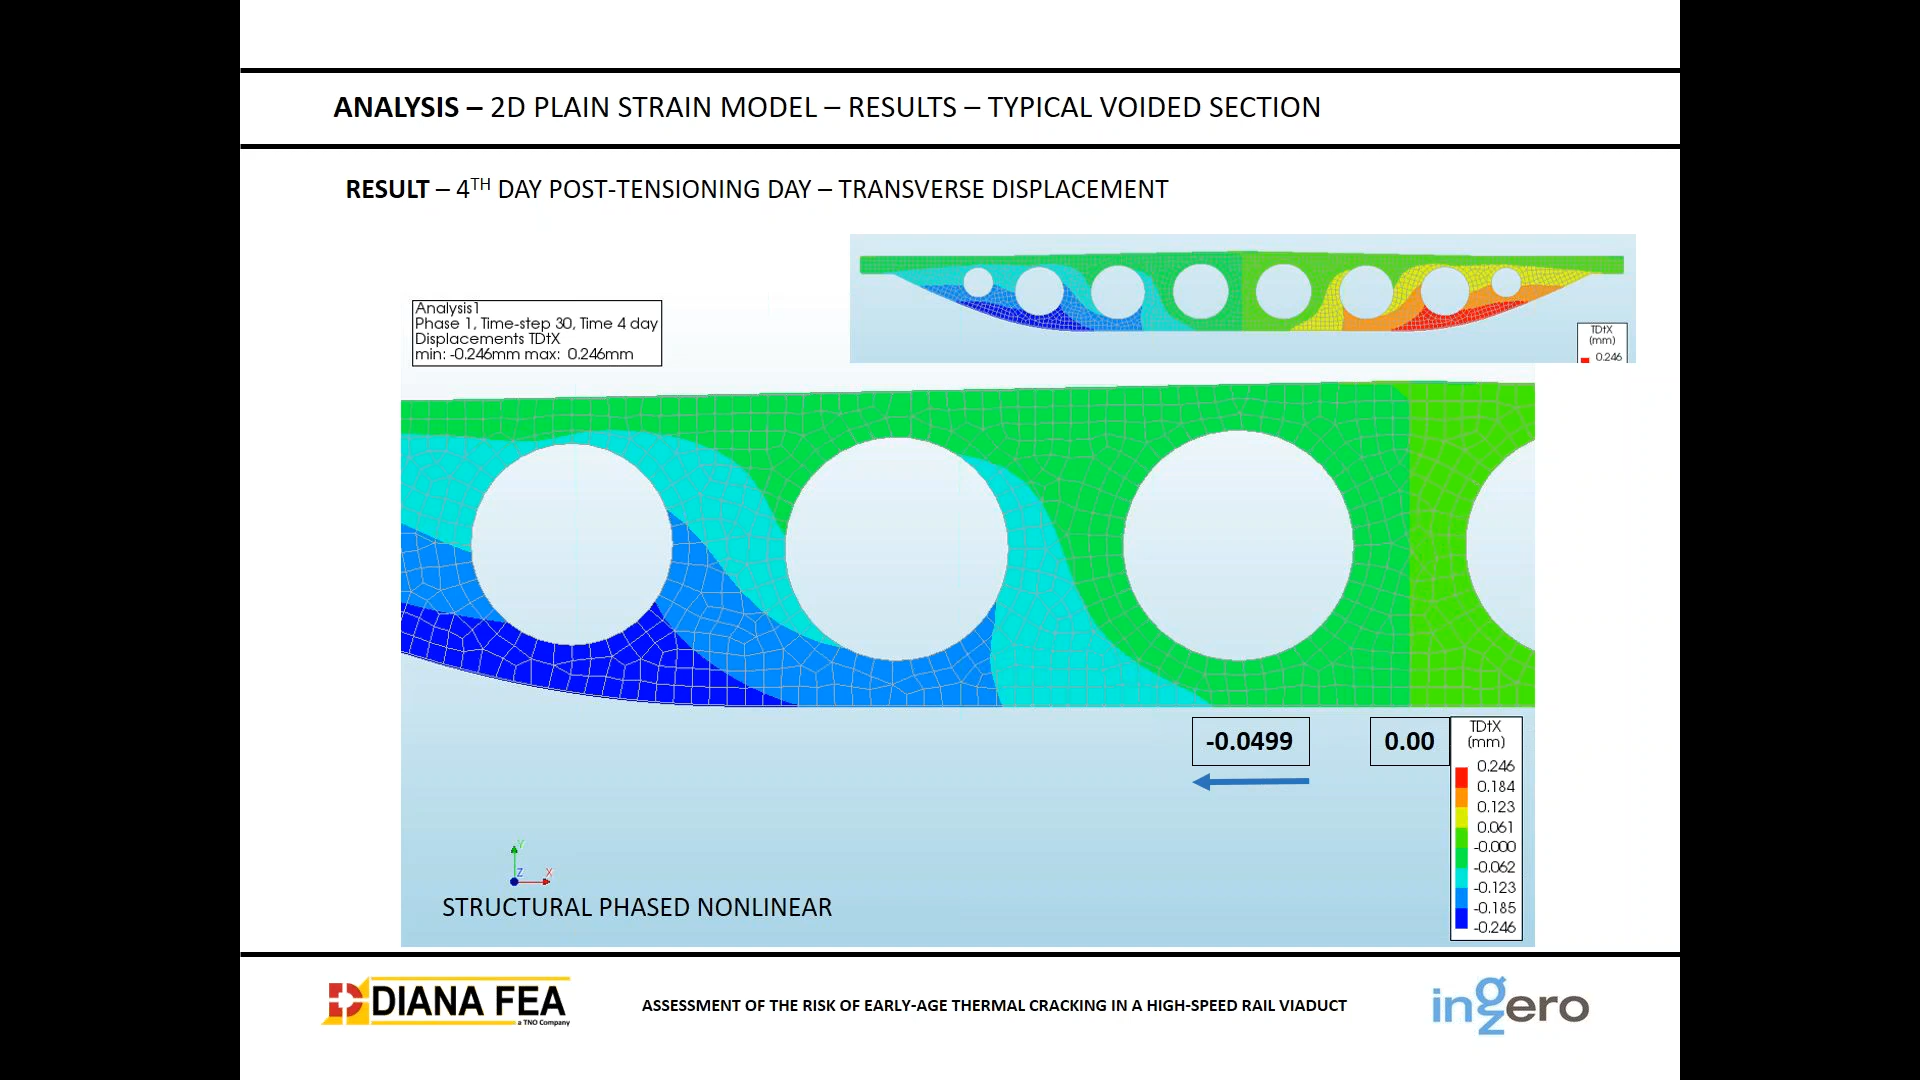 ANALYSIS – 2D PLAIN STRAIN MODEL – RESULTS – TYPICAL VOIDED SECTION
RESULT – 4TH DAY POST-TENSIONING DAY – TRANSVERSE DISPLACEMENT
TDtX
(mm)
0.246
Analysis1
Phase 1, Time-step 30, Time 4 day
Displacements TDtX
min: -0.246mm max: 0.246mm
-0.0499
0.00
TDtX
(mm)
0.246
0.184
0.123
0.061
-0.000
-0.062
-0.123
-0.185
-0.246
Y
Z
X
STRUCTURAL PHASED NONLINEAR
DIANA FEA
a TNO Company
ASSESSMENT OF THE RISK OF EARLY-AGE THERMAL CRACKING IN A HIGH-SPEED RAIL VIADUCT
ingzero